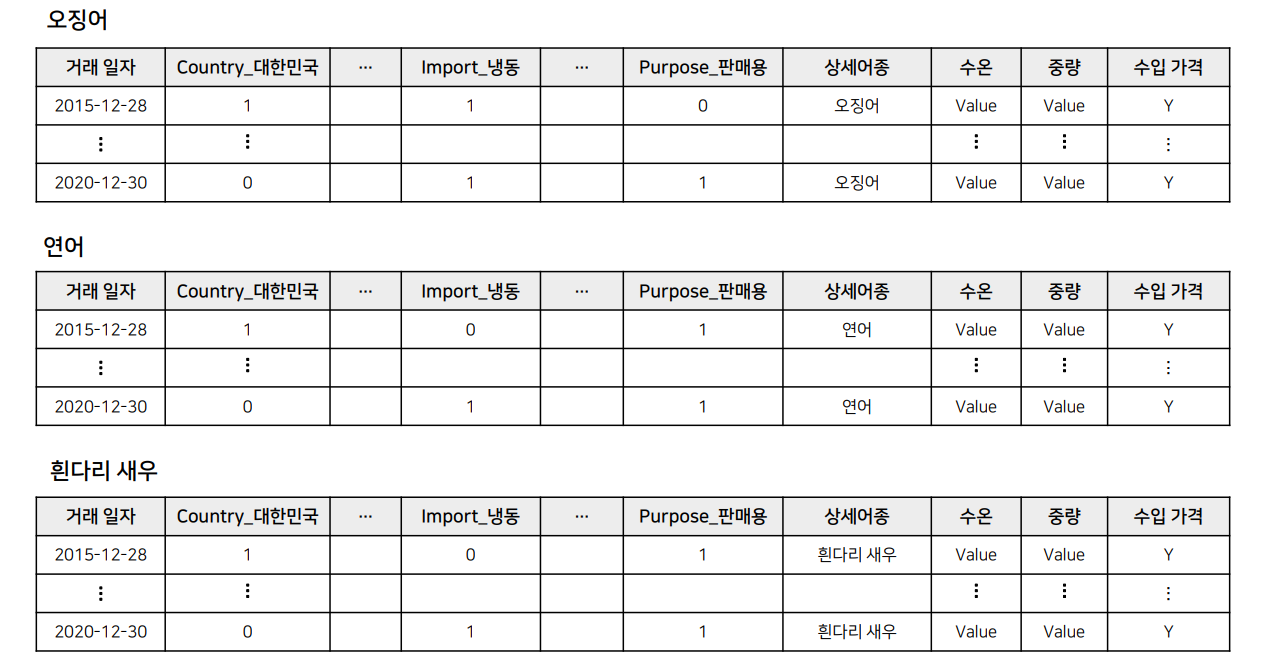 오징어
거래 일자 Country_대한민국 ⋯ Import_냉동 ⋯ Purpose_판매용 상세어종 수온 중량 수입 가격
2015-12-28 1 1 0 오징어 Value Value Y
⋮ ⋮ ⋮ ⋮ ⋮
2020-12-30 0 1 1 오징어 Value Value Y
연어
거래 일자 Country_대한민국 ⋯ Import_냉동 ⋯ Purpose_판매용 상세어종 수온 중량 수입 가격
2015-12-28 1 0 1 연어 Value Value Y
⋮ ⋮ ⋮ ⋮ ⋮
2020-12-30 0 1 1 연어 Value Value Y
흰다리 새우
거래 일자 Country_대한민국 ⋯ Import_냉동 ⋯ Purpose_판매용 상세어종 수온 중량 수입 가격
2015-12-28 1 0 1 흰다리 새우 Value Value Y
⋮ ⋮ ⋮ ⋮ ⋮
2020-12-30 0 1 1 흰다리 새우 Value Value Y